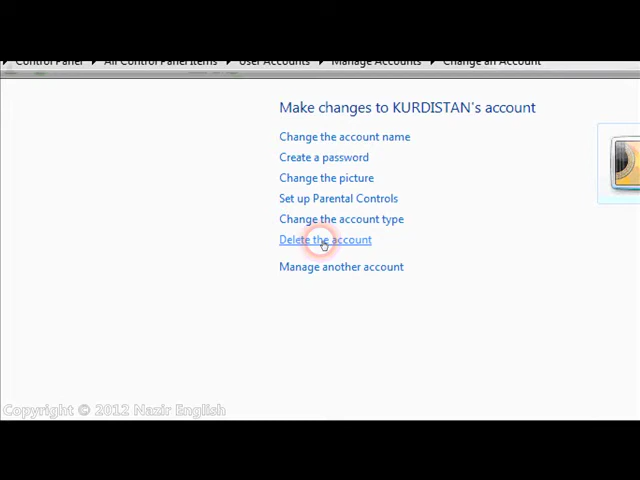 Control Panel All Control Panel Items User Accounts Manage Accounts Change an Account
Make changes to KURDISTAN's account
Change the account name
Create a password
Change the picture
Set up Parental Controls
Change the account type
Delete the account
Manage another account
Copyright © 2012 Nazir English